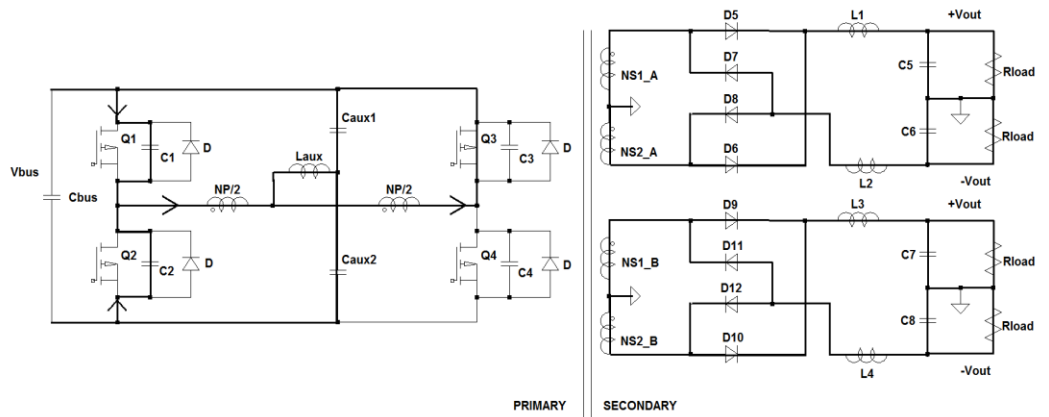 Vbus
Cbus
Q1
C1
D
Q2
C2
D
NP/2
Laux
Caux1
Caux2
NP/2
Q3
C3
D
Q4
C4
D
PRIMARY
SECONDARY
NS1_A
NS2_A
D5
D7
D8
D6
L1
L2
+Vout
C5
Rload
C6
Rload
-Vout
NS1_B
NS2_B
D9
D11
D12
D10
L3
L4
+Vout
C7
Rload
C8
Rload
-Vout